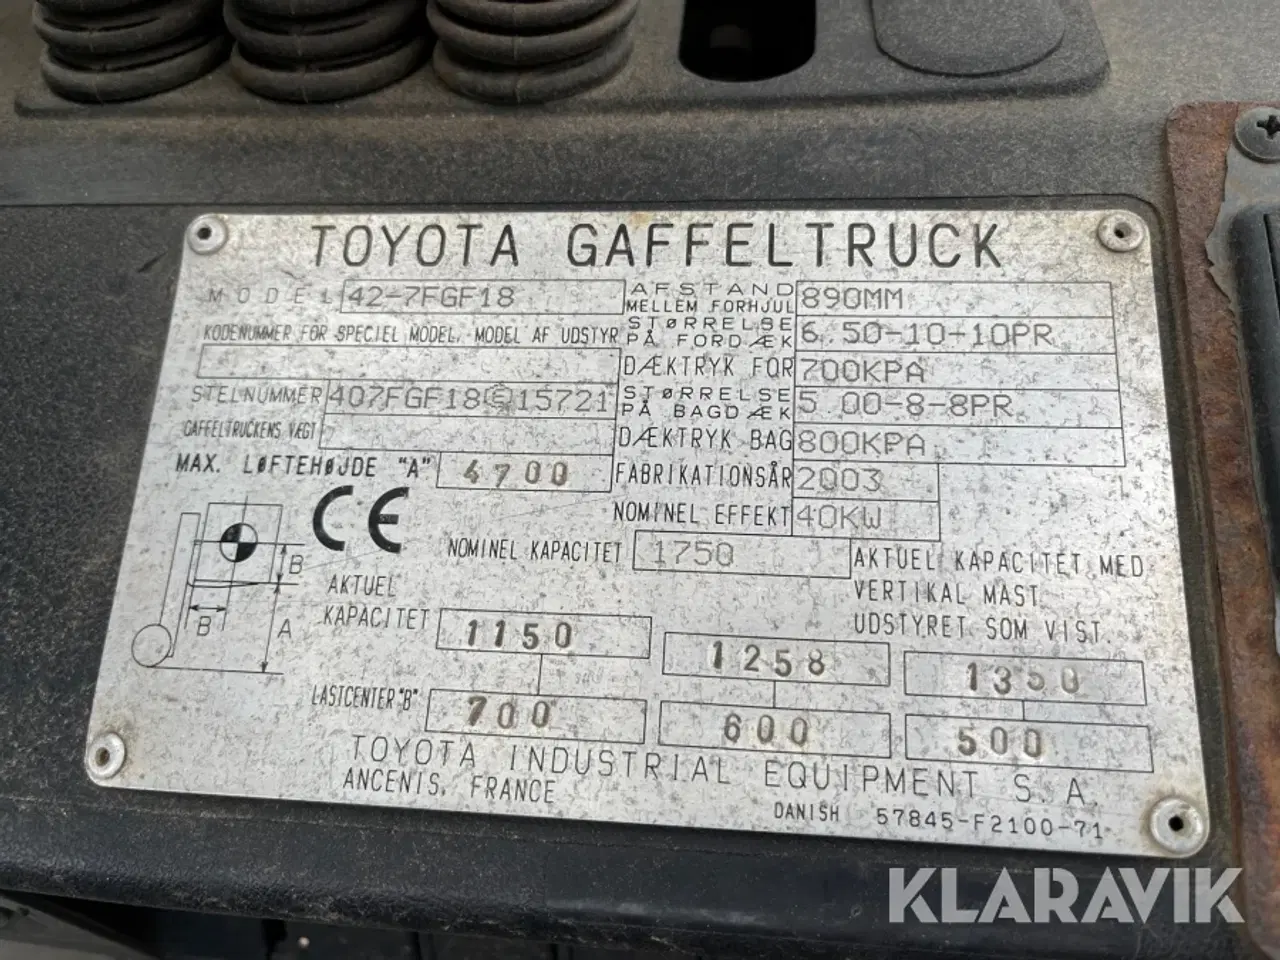 TOYOTA GAFFELTRUCK
MODEL 42-7FGF18
AFSTAND MELLEM FORHJUL 890MM
KODENUMMER FOR SPECIEL MODEL, MODEL AF UDSTYR
STØRRELSE PÅ FORDÆK 6.50-10-10PR
DÆKTRYK FOR 700KPA
STELNUMMER 407FGF18 E 15721
STØRRELSE PÅ BAGDÆK 5.00-8-8PR
GAFFELTRUCKENS VÆGT
DÆKTRYK BAG 800KPA
MAX. LØFTEHØJDE "A" 4700
FABRIKATIONSÅR 2003
NOMINEL EFFEKT 40KW
CE
NOMINEL KAPACITET 1750
AKTUEL KAPACITET MED
VERTIKAL MAST
UDSTYRET SOM VIST.
B
B
A
AKTUEL
KAPACITET 1150 1258 1350
LASTCENTER "B" 700 600 500
TOYOTA INDUSTRIAL EQUIPMENT S.A.
ANCENIS, FRANCE
DANISH 57845-F2100-71
KLARAVIK